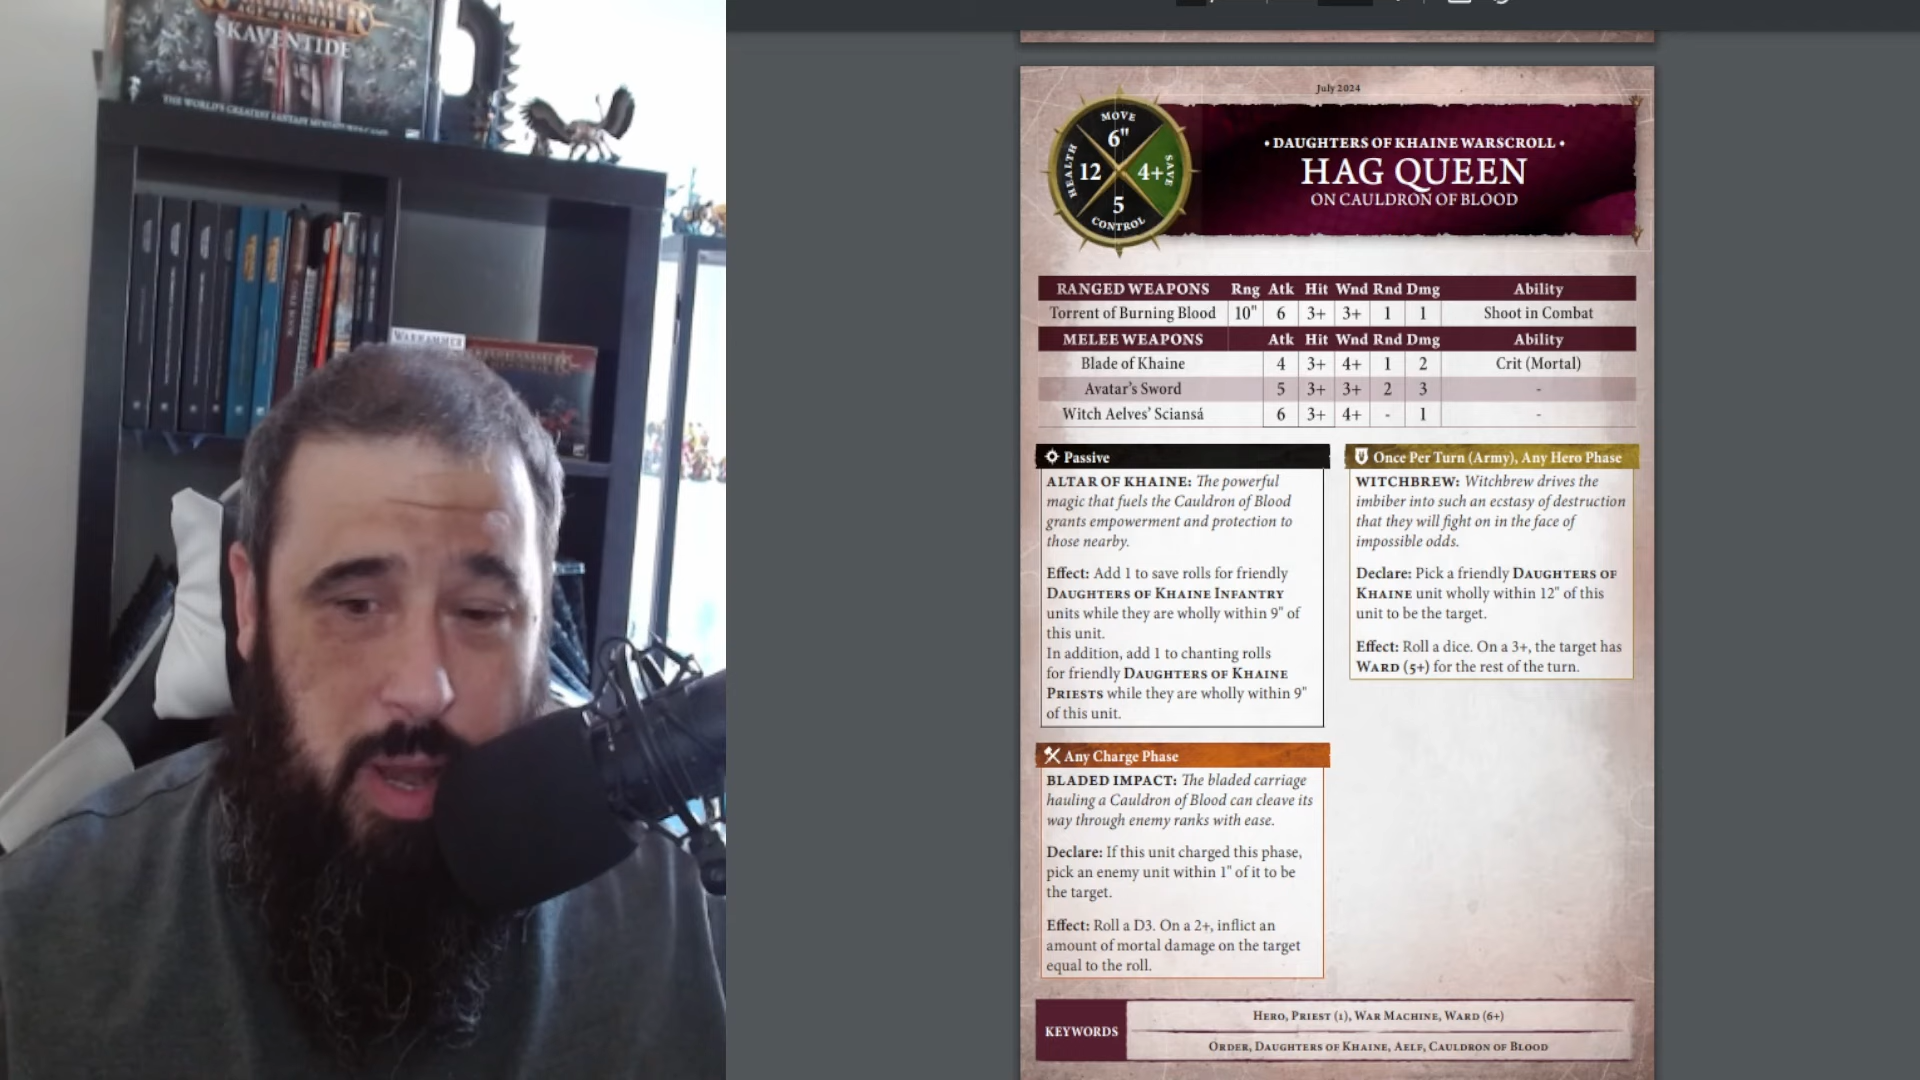 SKAVENTIDE
THE WORLD'S GREATEST FANTASY MINIATURES GAME
WARHAMMER
July 2024
MOVE
6"
HEALTH
12
4+
SAVE
5
CONTROL
• DAUGHTERS OF KHAINE WARSCROLL •
HAG QUEEN
ON CAULDRON OF BLOOD
RANGED WEAPONS Rng Atk Hit Wnd Rnd Dmg Ability
Torrent of Burning Blood 10" 6 3+ 3+ 1 1 Shoot in Combat
MELEE WEAPONS Atk Hit Wnd Rnd Dmg Ability
Blade of Khaine 4 3+ 4+ 1 2 Crit (Mortal)
Avatar's Sword 5 3+ 3+ 2 3 -
Witch Aelves' Sciansá 6 3+ 4+ - 1 -
Passive
ALTAR OF KHAINE: The powerful
magic that fuels the Cauldron of Blood
grants empowerment and protection to
those nearby.
Effect: Add 1 to save rolls for friendly
DAUGHTERS OF KHAINE INFANTRY
units while they are wholly within 9" of
this unit.
In addition, add 1 to chanting rolls
for friendly DAUGHTERS OF KHAINE
PRIESTS while they are wholly within 9"
of this unit.
Once Per Turn (Army), Any Hero Phase
WITCHBREW: Witchbrew drives the
imbiber into such an ecstasy of destruction
that they will fight on in the face of
impossible odds.
Declare: Pick a friendly DAUGHTERS OF
KHAINE unit wholly within 12" of this
unit to be the target.
Effect: Roll a dice. On a 3+, the target has
WARD (5+) for the rest of the turn.
Any Charge Phase
BLADED IMPACT: The bladed carriage
hauling a Cauldron of Blood can cleave its
way through enemy ranks with ease.
Declare: If this unit charged this phase,
pick an enemy unit within 1" of it to be
the target.
Effect: Roll a D3. On a 2+, inflict an
amount of mortal damage on the target
equal to the roll.
KEYWORDS
HERO, PRIEST (1), WAR MACHINE, WARD (6+)
ORDER, DAUGHTERS OF KHAINE, AELF, CAULDRON OF BLOOD